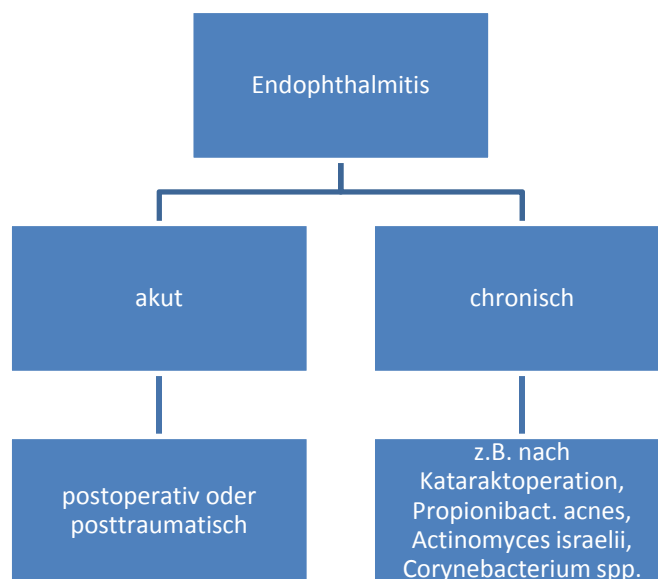 Endophthalmitis
akut
chronisch
postoperativ oder
posttraumatisch
z.B. nach
Kataraktoperation,
Propionibact. acnes,
Actinomyces israelii,
Corynebacterium spp.